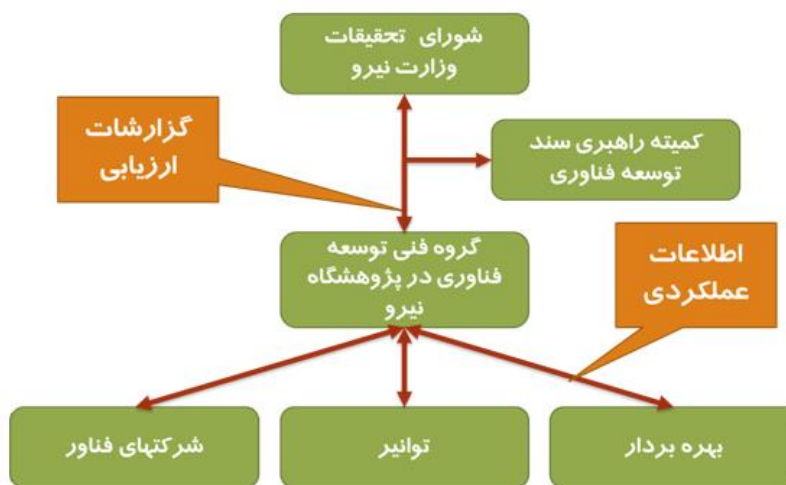 شورای تحقیقات
وزارت نیرو
گزارشات
ارزیابی
کمیته راهبری سند
توسعه فناوری
گروه فنی توسعه
فناوری در پژوهشگاه
نیرو
اطلاعات
عملکردی
بهره بردار
توانیر
شرکتهای فناور